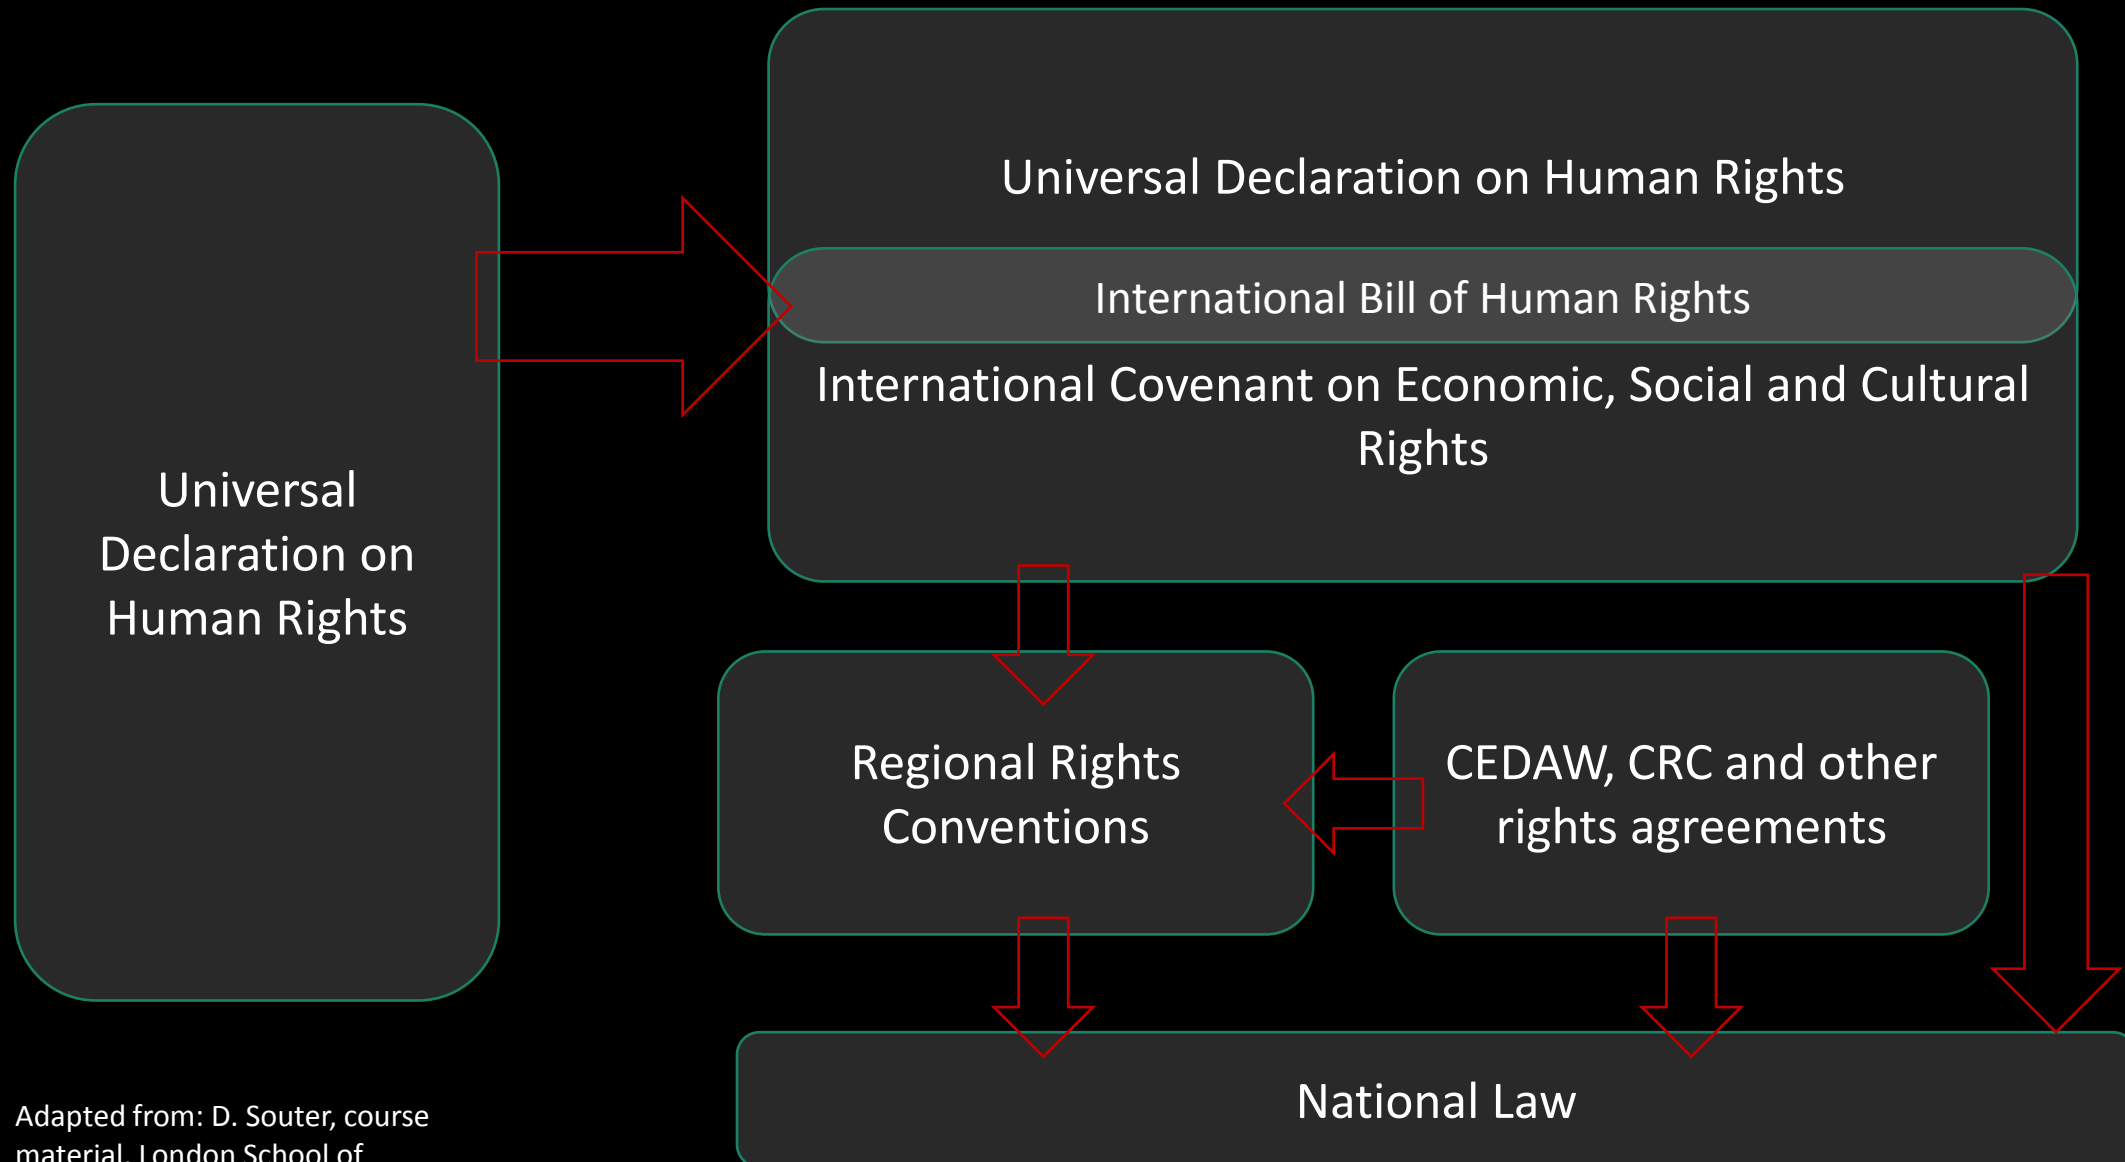 Universal
Declaration on
Human Rights
Universal Declaration on Human Rights
International Bill of Human Rights
International Covenant on Economic, Social and Cultural
Rights
Regional Rights
Conventions
CEDAW, CRC and other
rights agreements
National Law
Adapted from: D. Souter, course
material, London School of